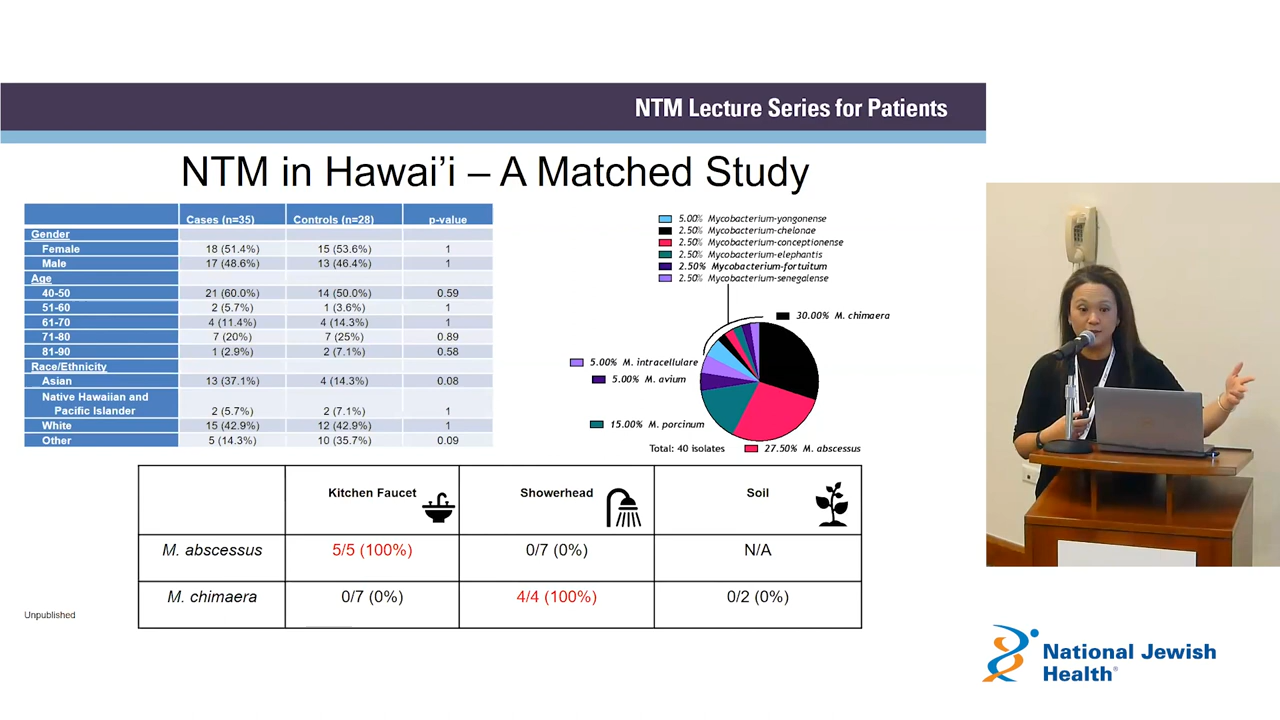 NTM Lecture Series for Patients
NTM in Hawai’i – A Matched Study
Cases (n=35) Controls (n=28) p-value
Gender
Female 18 (51.4%) 15 (53.6%) 1
Male 17 (48.6%) 13 (46.4%) 1
Age
40-50 21 (60.0%) 14 (50.0%) 0.59
51-60 2 (5.7%) 1 (3.6%) 1
61-70 4 (11.4%) 4 (14.3%) 1
71-80 7 (20%) 7 (25%) 0.89
81-90 1 (2.9%) 2 (7.1%) 0.58
Race/Ethnicity
Asian 13 (37.1%) 4 (14.3%) 0.08
Native Hawaiian and
Pacific Islander 2 (5.7%) 2 (7.1%) 1
White 15 (42.9%) 12 (42.9%) 1
Other 5 (14.3%) 10 (35.7%) 0.09
5.00% Mycobacterium-yongonense
2.50% Mycobacterium-chelonae
2.50% Mycobacterium-conceptionense
2.50% Mycobacterium-elephantis
2.50% Mycobacterium-fortuitum
2.50% Mycobacterium-senegalense
30.00% M. chimaera
5.00% M. intracellulare
5.00% M. avium
15.00% M. porcinum
Total: 40 isolates 27.50% M. abscessus
Kitchen Faucet Showerhead Soil
M. abscessus 5/5 (100%) 0/7 (0%) N/A
M. chimaera 0/7 (0%) 4/4 (100%) 0/2 (0%)
Unpublished
National Jewish
Health®